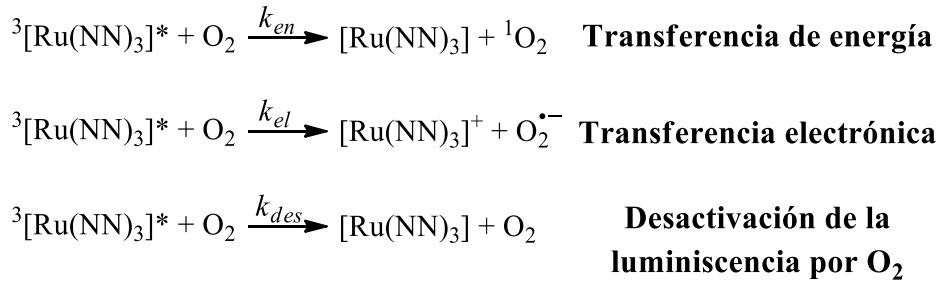 ³[Ru(NN)₃]* + O₂ k_en → [Ru(NN)₃] + ¹O₂ Transferencia de energía
³[Ru(NN)₃]* + O₂ k_el → [Ru(NN)₃]⁺ + O₂•− Transferencia electrónica
³[Ru(NN)₃]* + O₂ k_des → [Ru(NN)₃] + O₂ Desactivación de la
luminiscencia por O₂